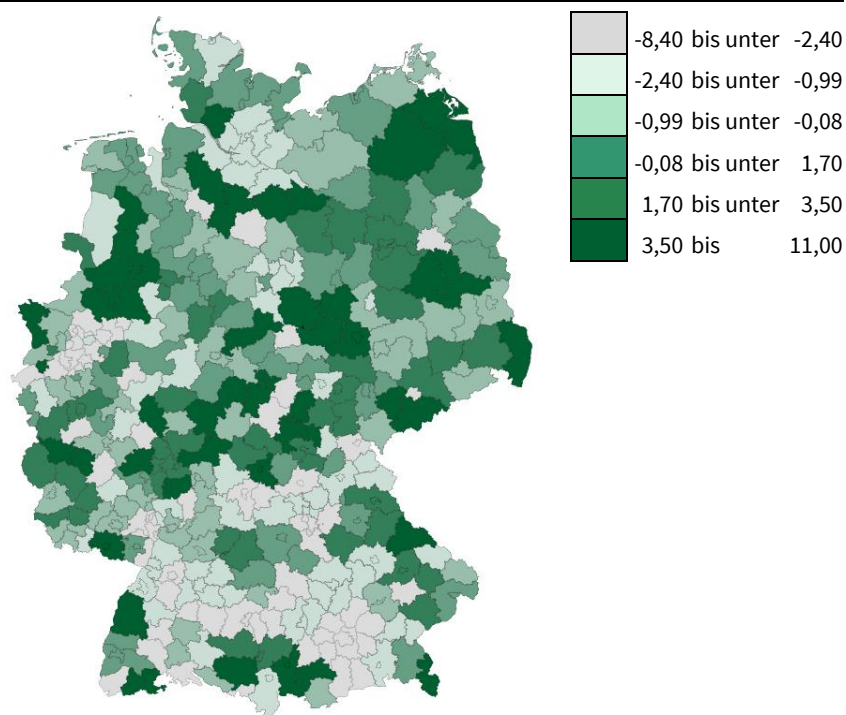 -8,40 bis unter -2,40
-2,40 bis unter -0,99
-0,99 bis unter -0,08
-0,08 bis unter 1,70
1,70 bis unter 3,50
3,50 bis 11,00